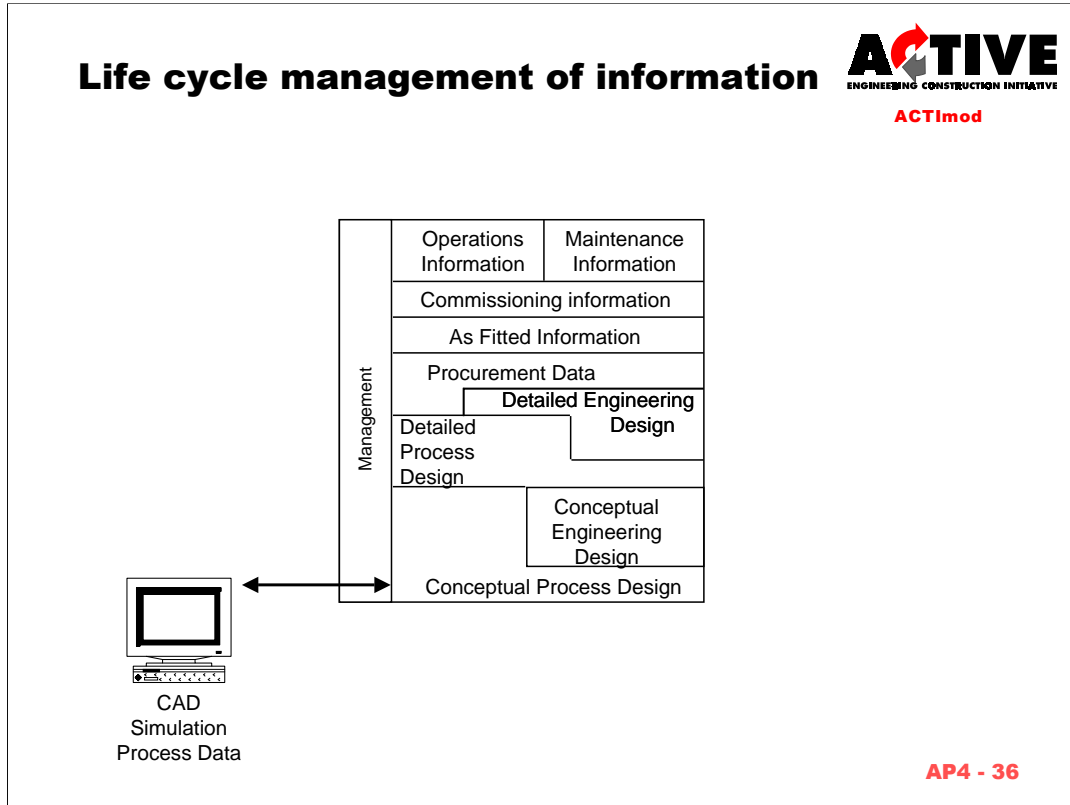 Life cycle management of information
ACTIVE
ENGINEERING CONSTRUCTION INITIATIVE
ACTImod
Management
Operations
Information
Maintenance
Information
Commissioning information
As Fitted Information
Procurement Data
Detailed Engineering
Design
Detailed
Process
Design
Conceptual
Engineering
Design
Conceptual Process Design
CAD
Simulation
Process Data
AP4 - 36